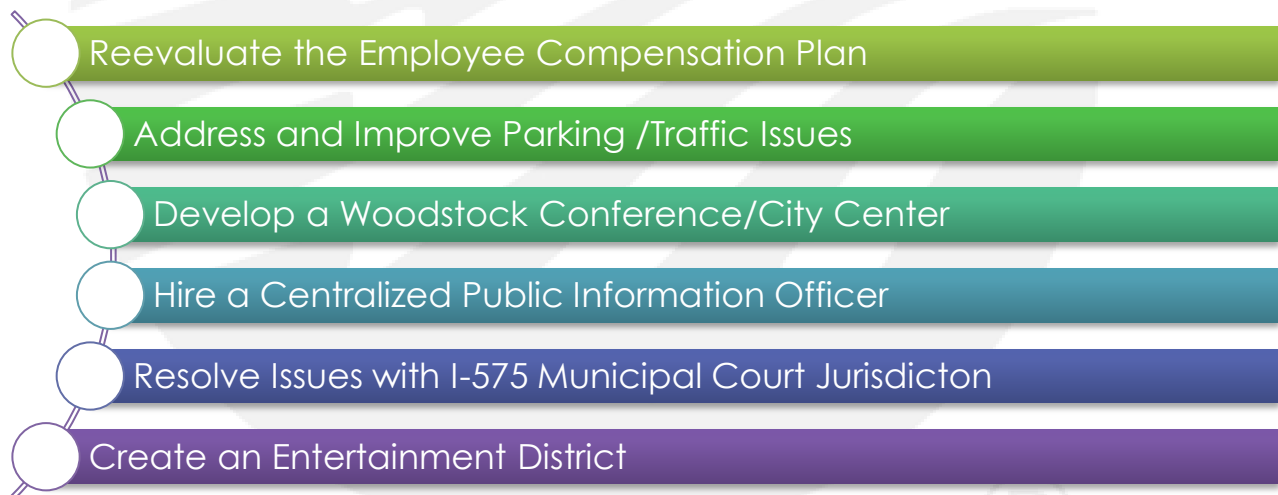 Reevaluate the Employee Compensation Plan
Address and Improve Parking /Traffic Issues
Develop a Woodstock Conference/City Center
Hire a Centralized Public Information Officer
Resolve Issues with I-575 Municipal Court Jurisdicton
Create an Entertainment District